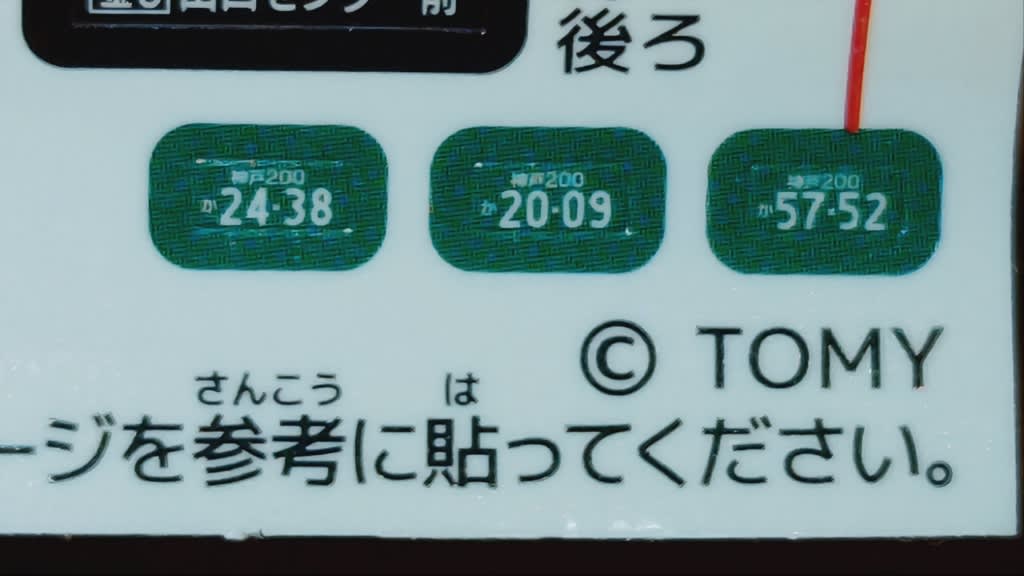 前
後ろ
神戸200
か24-38
神戸200
か20-09
神戸200
か57-52
© TOMY
さんこう は
ージを参考に貼ってください。